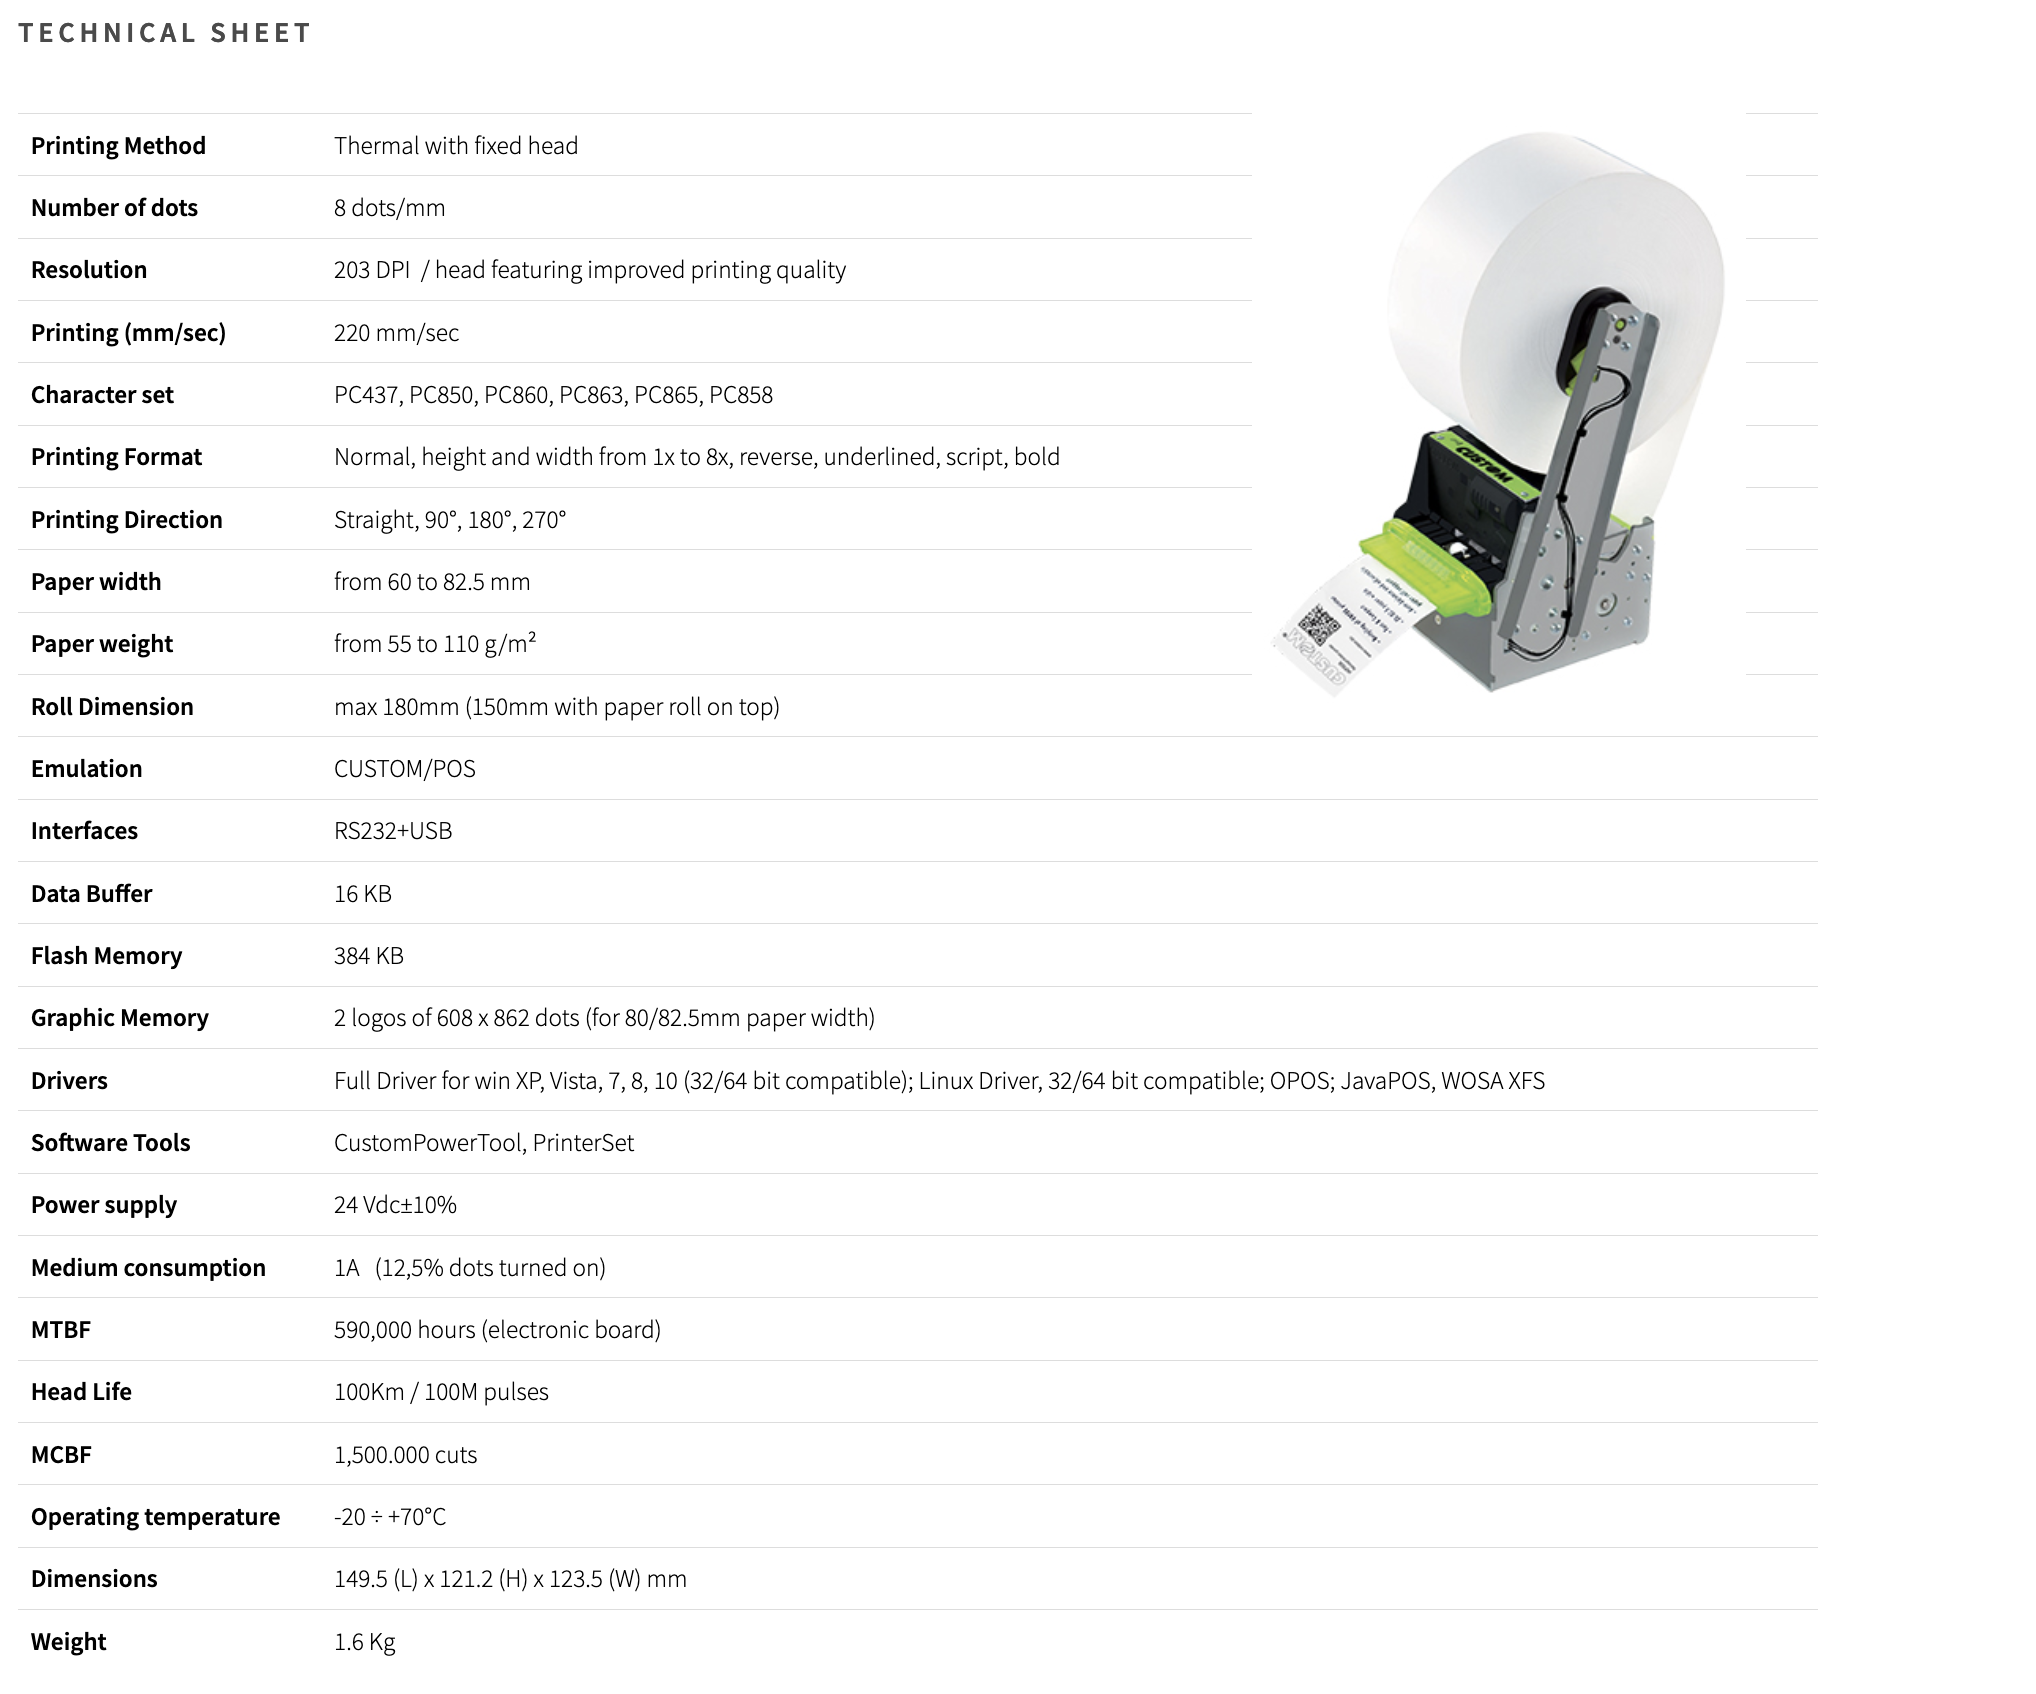 TECHNICAL SHEET
Printing Method Thermal with fixed head
Number of dots 8 dots/mm
Resolution 203 DPI / head featuring improved printing quality
Printing (mm/sec) 220 mm/sec
Character set PC437, PC850, PC860, PC863, PC865, PC858
Printing Format Normal, height and width from 1x to 8x, reverse, underlined, script, bold
Printing Direction Straight, 90°, 180°, 270°
Paper width from 60 to 82.5 mm
Paper weight from 55 to 110 g/m²
Roll Dimension max 180mm (150mm with paper roll on top)
Emulation CUSTOM/POS
Interfaces RS232+USB
Data Buffer 16 KB
Flash Memory 384 KB
Graphic Memory 2 logos of 608 x 862 dots (for 80/82.5mm paper width)
Drivers Full Driver for win XP, Vista, 7, 8, 10 (32/64 bit compatible); Linux Driver, 32/64 bit compatible; OPOS; JavaPOS, WOSA XFS
Software Tools CustomPowerTool, PrinterSet
Power supply 24 Vdc±10%
Medium consumption 1A (12,5% dots turned on)
MTBF 590,000 hours (electronic board)
Head Life 100Km / 100M pulses
MCBF 1,500.000 cuts
Operating temperature -20 ÷ +70°C
Dimensions 149.5 (L) x 121.2 (H) x 123.5 (W) mm
Weight 1.6 Kg
CUSTOM
CUSTOM